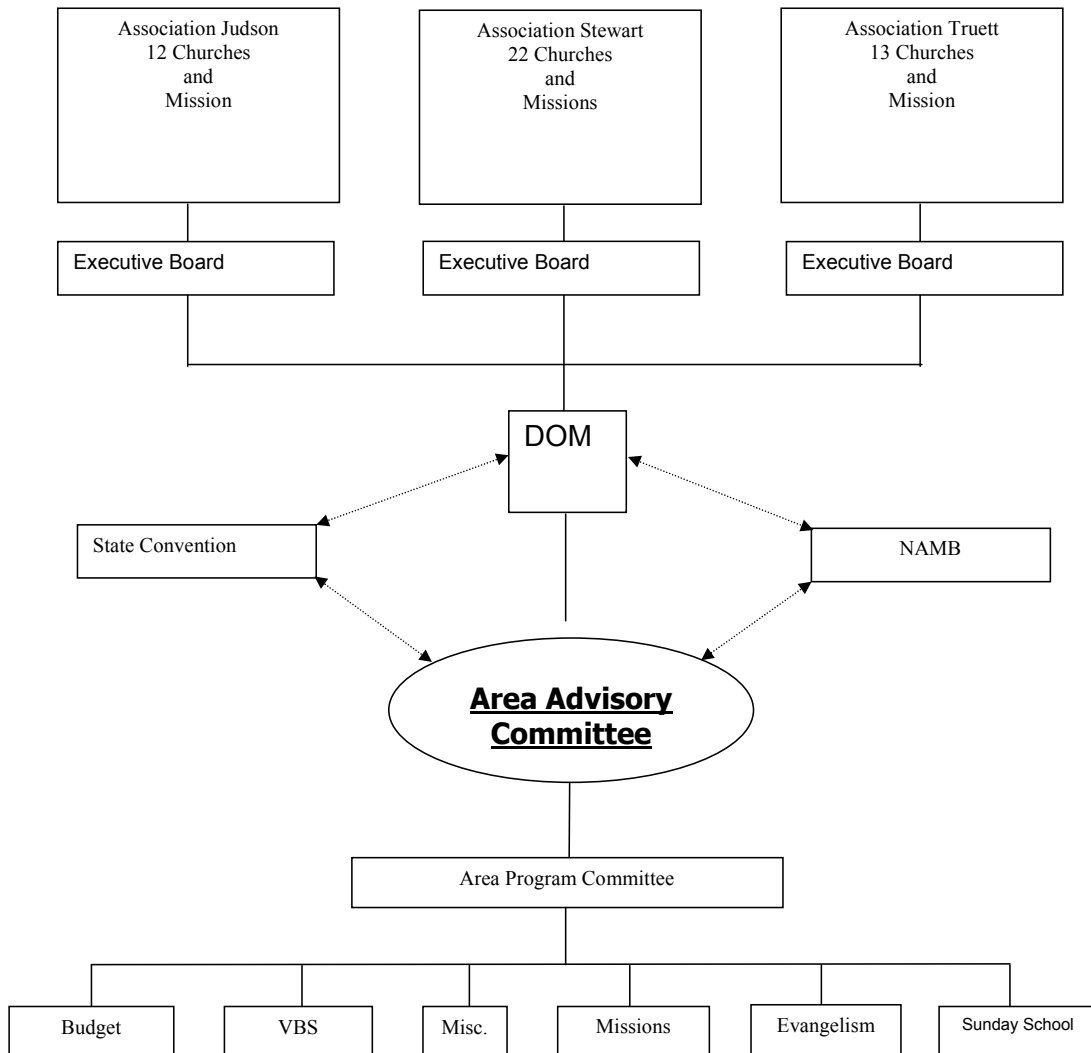 Association Judson
12 Churches
and
Mission
Association Stewart
22 Churches
and
Missions
Association Truett
13 Churches
and
Mission
Executive Board
Executive Board
Executive Board
DOM
State Convention
NAMB
Area Advisory
Committee
Area Program Committee
Budget
VBS
Misc.
Missions
Evangelism
Sunday School